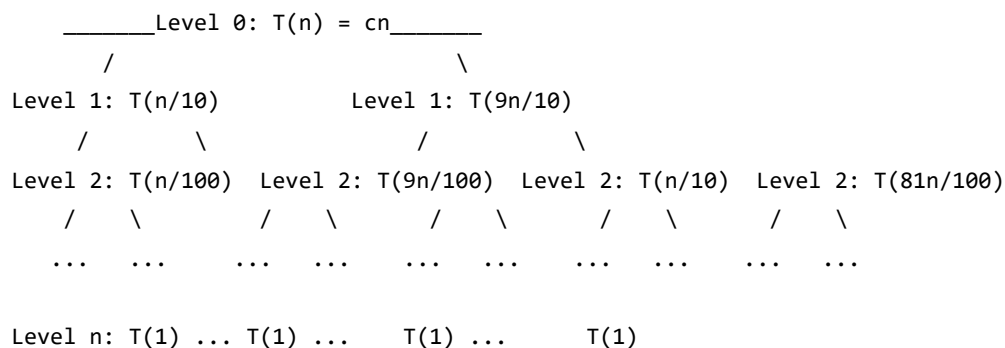 _______Level 0: T(n) = cn_______
/ \
Level 1: T(n/10) Level 1: T(9n/10)
/ \ / \
Level 2: T(n/100) Level 2: T(9n/100) Level 2: T(n/10) Level 2: T(81n/100)
/ \ / \ / \ / \ / \
... ... ... ... ... ... ... ... ... ...
Level n: T(1) ... T(1) ... T(1) ... T(1)